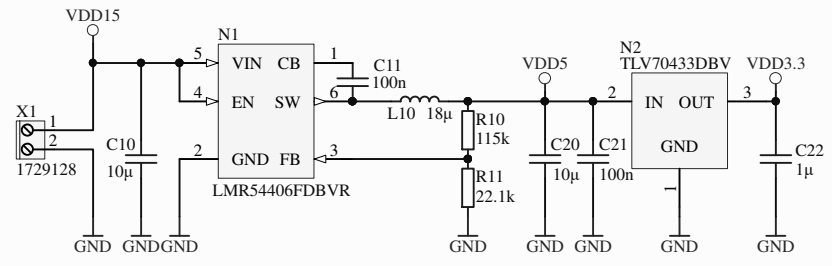 VDD15
N1
N2
TLV70433DBV
VDD5
VDD3.3
5
VIN
CB
1
C11
100n
4
EN
SW
6
L10
18µ
2
IN
OUT
3
X1
1
2
1729128
C10
10µ
2
GND
FB
3
R10
115k
GND
C20
10µ
C21
100n
C22
1µ
R11
22.1k
1
LMR54406FDBVR
GND
GND
GND
GND
GND
GND
GND
GND